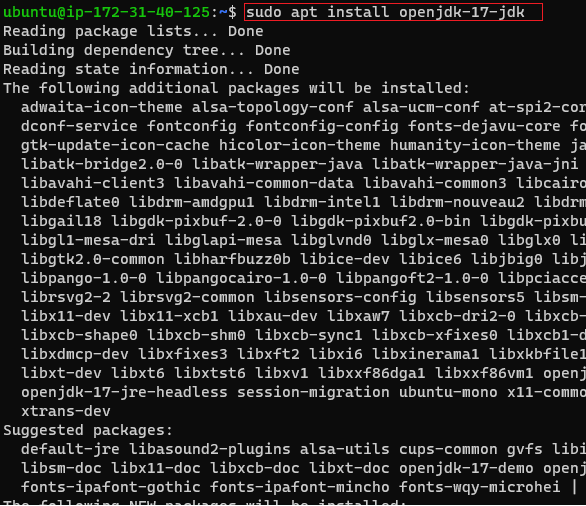 ubuntu@ip-172-31-40-125:~$ sudo apt install openjdk-17-jdk
Reading package lists... Done
Building dependency tree... Done
Reading state information... Done
The following additional packages will be installed:
adwaita-icon-theme alsa-topology-conf alsa-ucm-conf at-spi2-cor
dconf-service fontconfig fontconfig-config fonts-dejavu-core fo
gtk-update-icon-cache hicolor-icon-theme humanity-icon-theme ja
libatk-bridge2.0-0 libatk-wrapper-java libatk-wrapper-java-jni
libavahi-client3 libavahi-common-data libavahi-common3 libcairo
libdeflate0 libdrm-amdgpu1 libdrm-intel1 libdrm-nouveau2 libdrm
libgail18 libgdk-pixbuf-2.0-0 libgdk-pixbuf2.0-bin libgdk-pixbu
libgl1-mesa-dri libglapi-mesa libglvnd0 libglx-mesa0 libglx0 li
libgtk2.0-common libharfbuzz0b libice-dev libice6 libjbig0 libj
libpango-1.0-0 libpangocairo-1.0-0 libpangoft2-1.0-0 libpciacce
librsvg2-2 librsvg2-common libsensors-config libsensors5 libsm-
libx11-dev libx11-xcb1 libxau-dev libxaw7 libxcb-dri2-0 libxcb-
libxcb-shape0 libxcb-shm0 libxcb-sync1 libxcb-xfixes0 libxcb1-d
libxdmcp-dev libxfixes3 libxft2 libxi6 libxinerama1 libxkbfile1
libxt-dev libxt6 libxtst6 libxv1 libxxf86dga1 libxxf86vm1 openj
openjdk-17-jre-headless session-migration ubuntu-mono x11-commo
xtrans-dev
Suggested packages:
default-jre libasound2-plugins alsa-utils cups-common gvfs libi
libsm-doc libx11-doc libxcb-doc libxt-doc openjdk-17-demo openj
fonts-ipafont-gothic fonts-ipafont-mincho fonts-wqy-microhei |
The following NEW packages will be installed: